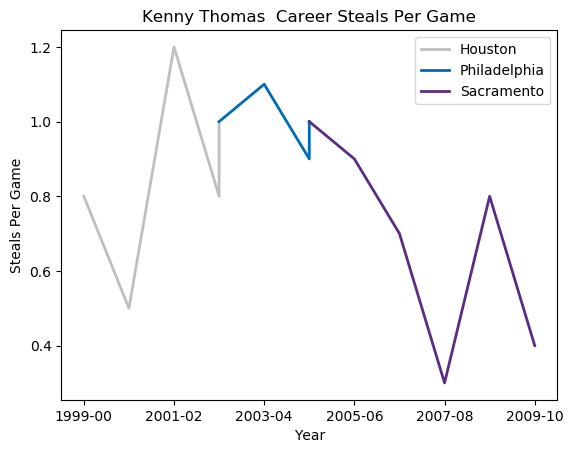 Kenny Thomas  Career Steals Per Game
Houston
Philadelphia
Sacramento
1.2
1.0
0.8
0.6
0.4
Steals Per Game
1999-00 2001-02 2003-04 2005-06 2007-08 2009-10
Year